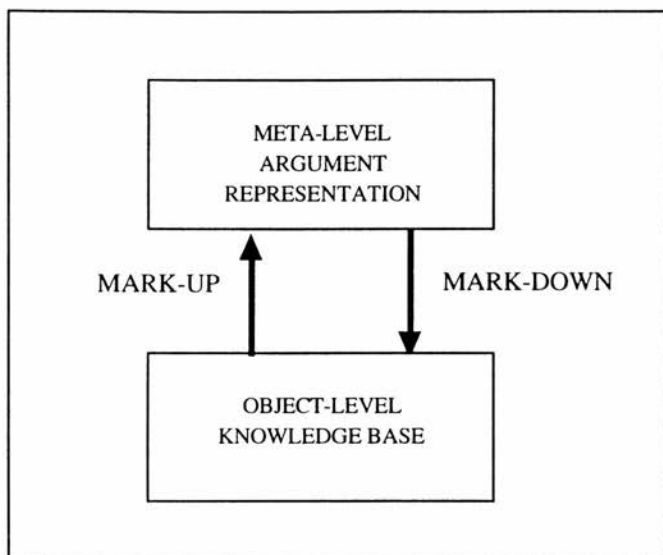 META-LEVEL
ARGUMENT
REPRESENTATION
MARK-UP
MARK-DOWN
OBJECT-LEVEL
KNOWLEDGE BASE